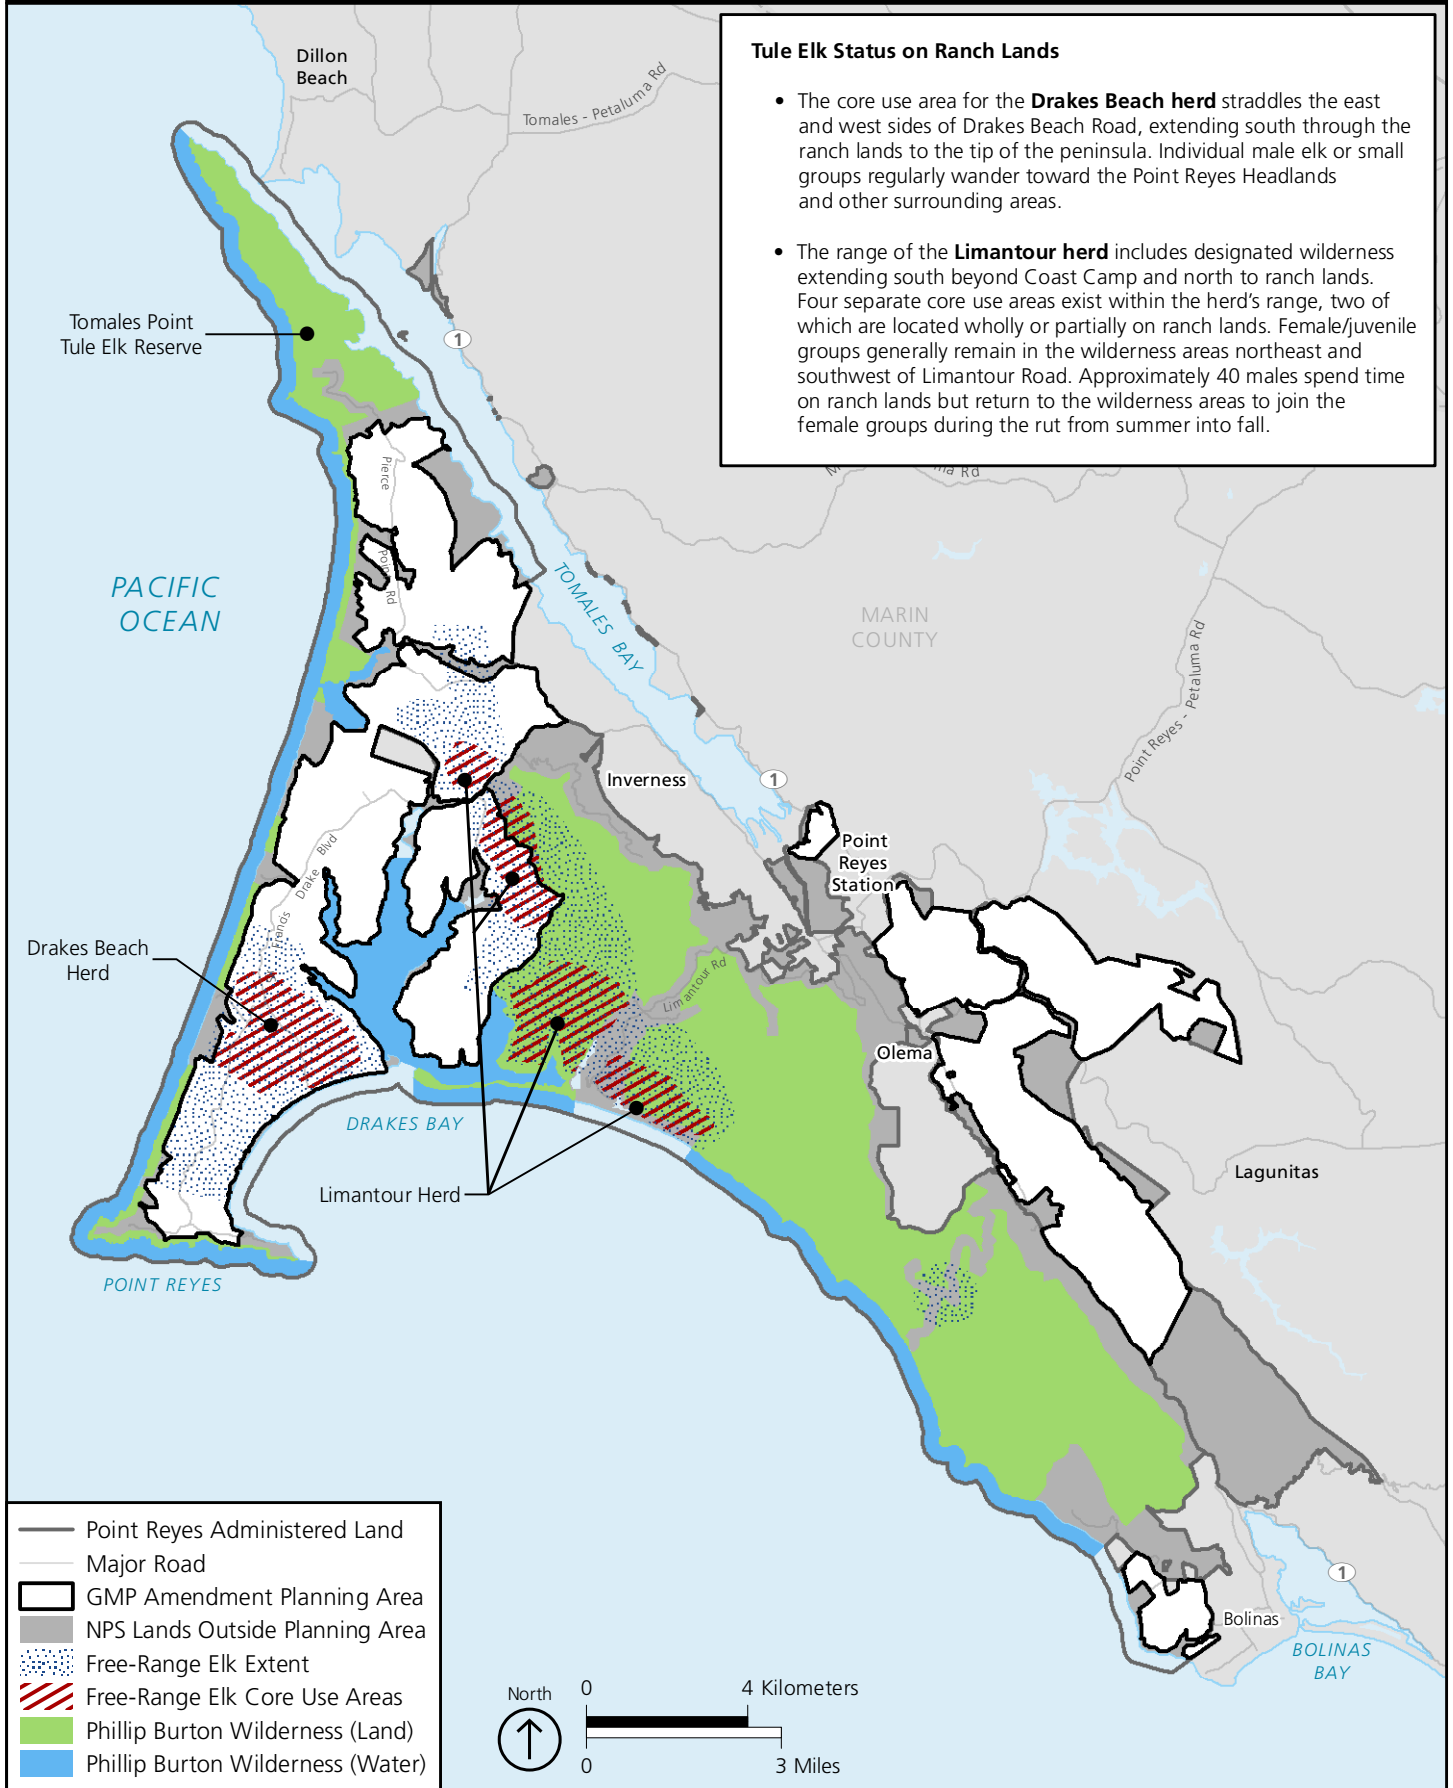 Tule Elk Status on Ranch Lands
• The core use area for the Drakes Beach herd straddles the east
and west sides of Drakes Beach Road, extending south through the
ranch lands to the tip of the peninsula. Individual male elk or small
groups regularly wander toward the Point Reyes Headlands
and other surrounding areas.
• The range of the Limantour herd includes designated wilderness
extending south beyond Coast Camp and north to ranch lands.
Four separate core use areas exist within the herd's range, two of
which are located wholly or partially on ranch lands. Female/juvenile
groups generally remain in the wilderness areas northeast and
southwest of Limantour Road. Approximately 40 males spend time
on ranch lands but return to the wilderness areas to join the
female groups during the rut from summer into fall.
Dillon
Beach
Tomales - Petaluma Rd
Tomales Point
Tule Elk Reserve
1
Pierce
Point Rd
ma Rd
PACIFIC
OCEAN
TOMALES BAY
MARIN
COUNTY
Point Reyes - Petaluma Rd
Inverness
1
Point
Reyes
Station
Francis Drake Blvd
Drakes Beach
Herd
Limantour Rd
Olema
DRAKES BAY
Limantour Herd
Lagunitas
POINT REYES
1
Bolinas
BOLINAS
BAY
Point Reyes Administered Land
Major Road
GMP Amendment Planning Area
NPS Lands Outside Planning Area
Free-Range Elk Extent
Free-Range Elk Core Use Areas
Phillip Burton Wilderness (Land)
Phillip Burton Wilderness (Water)
North
0 4 Kilometers
0 3 Miles